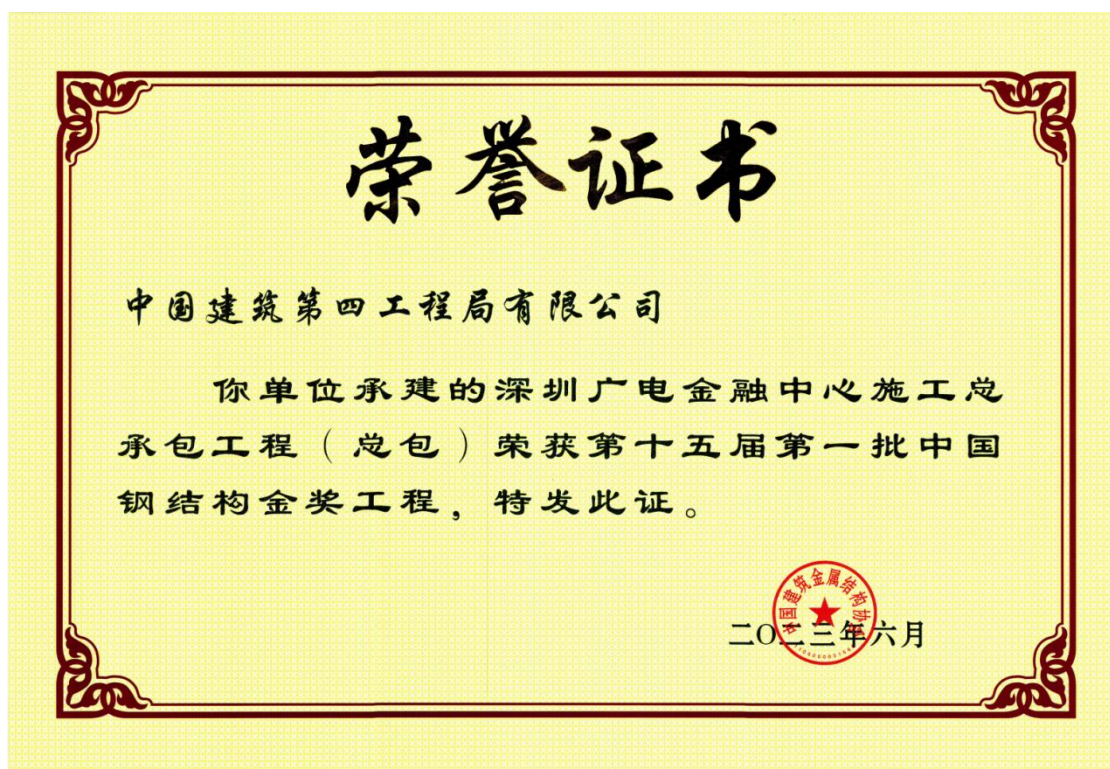 荣誉证书
中国建筑第四工程局有限公司
你单位承建的深圳广电金融中心施工总
承包工程（总包）荣获第十五届第一批中国
钢结构金奖工程，特发此证。
中国建筑金属结构协会
二〇二三年六月